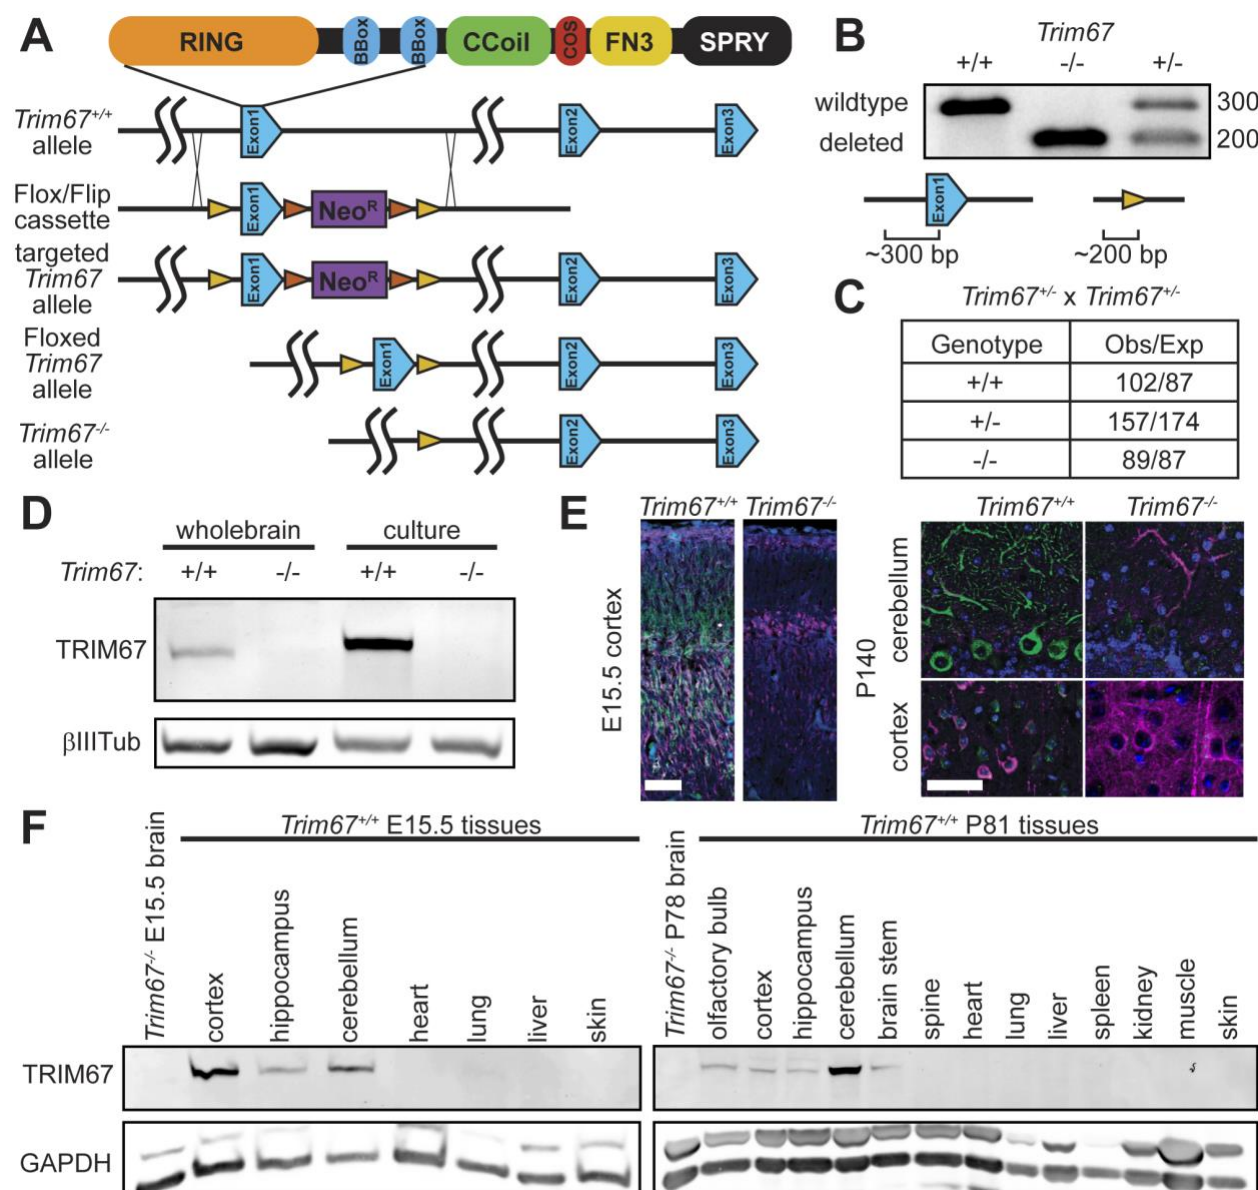 A
RING BBox BBox CCoil COS FN3 SPRY
Trim67+/+
allele
Exon1 Exon2 Exon3
Flox/Flip
cassette
Exon1 NeoR
targeted
Trim67
allele
Exon1 NeoR Exon2 Exon3
Floxed
Trim67
allele
Exon1 Exon2 Exon3
Trim67-/-
allele
Exon2 Exon3
B
Trim67
+/+ -/- +/-
wildtype 300
deleted 200
Exon1
~300 bp ~200 bp
C
Trim67+/- x Trim67+/-
Genotype Obs/Exp
+/+ 102/87
+/- 157/174
-/- 89/87
D
wholebrain culture
Trim67: +/+ -/- +/+ -/-
TRIM67
βIIITub
E
Trim67+/+ Trim67-/-
E15.5 cortex
Trim67+/+ Trim67-/-
P140
cerebellum
cortex
F
Trim67+/+ E15.5 tissues
Trim67-/- E15.5 brain
cortex
hippocampus
cerebellum
heart
lung
liver
skin
Trim67+/+ P81 tissues
Trim67-/- P78 brain
olfactory bulb
cortex
hippocampus
cerebellum
brain stem
spine
heart
lung
liver
spleen
kidney
muscle
skin
TRIM67
GAPDH